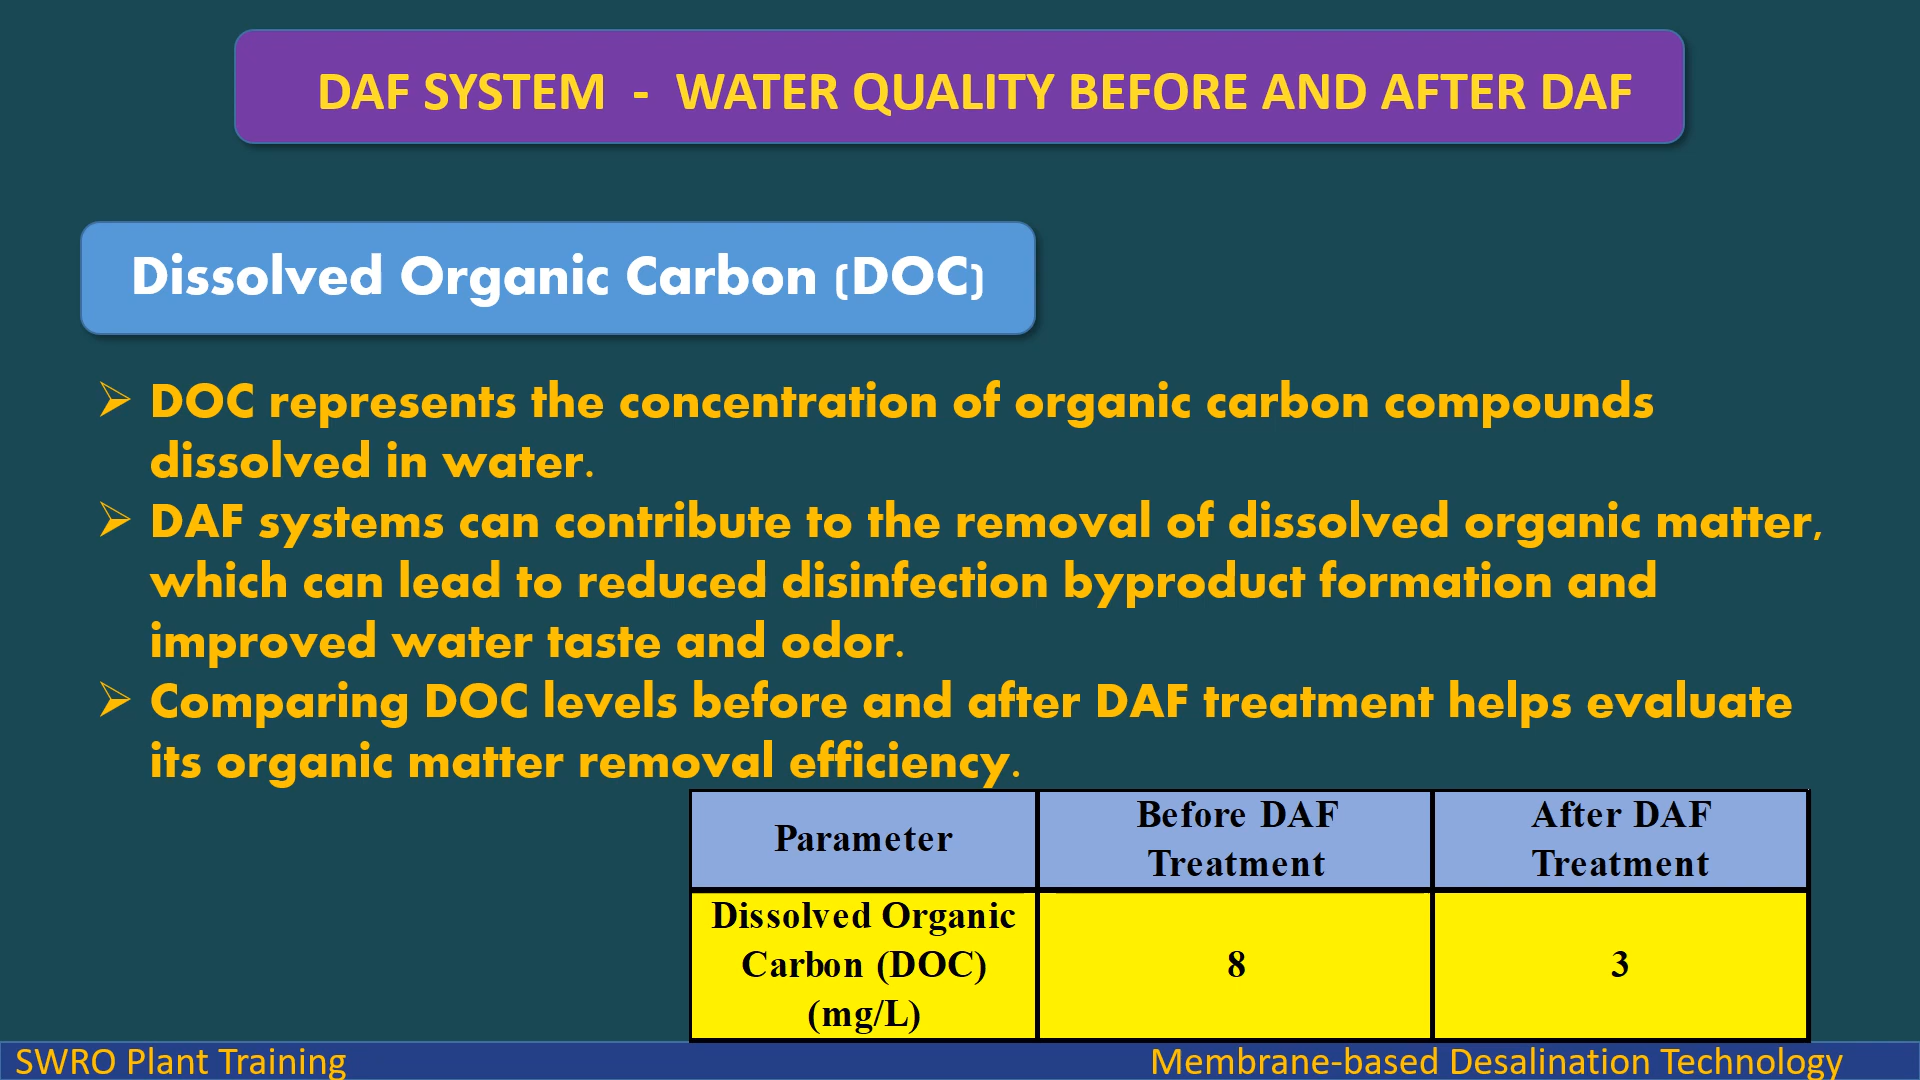 DAF SYSTEM - WATER QUALITY BEFORE AND AFTER DAF
Dissolved Organic Carbon (DOC)
➢ DOC represents the concentration of organic carbon compounds
dissolved in water.
➢ DAF systems can contribute to the removal of dissolved organic matter,
which can lead to reduced disinfection byproduct formation and
improved water taste and odor.
➢ Comparing DOC levels before and after DAF treatment helps evaluate
its organic matter removal efficiency.
Parameter
Before DAF
Treatment
After DAF
Treatment
Dissolved Organic
Carbon (DOC)
(mg/L)
8
3
SWRO Plant Training
Membrane-based Desalination Technology